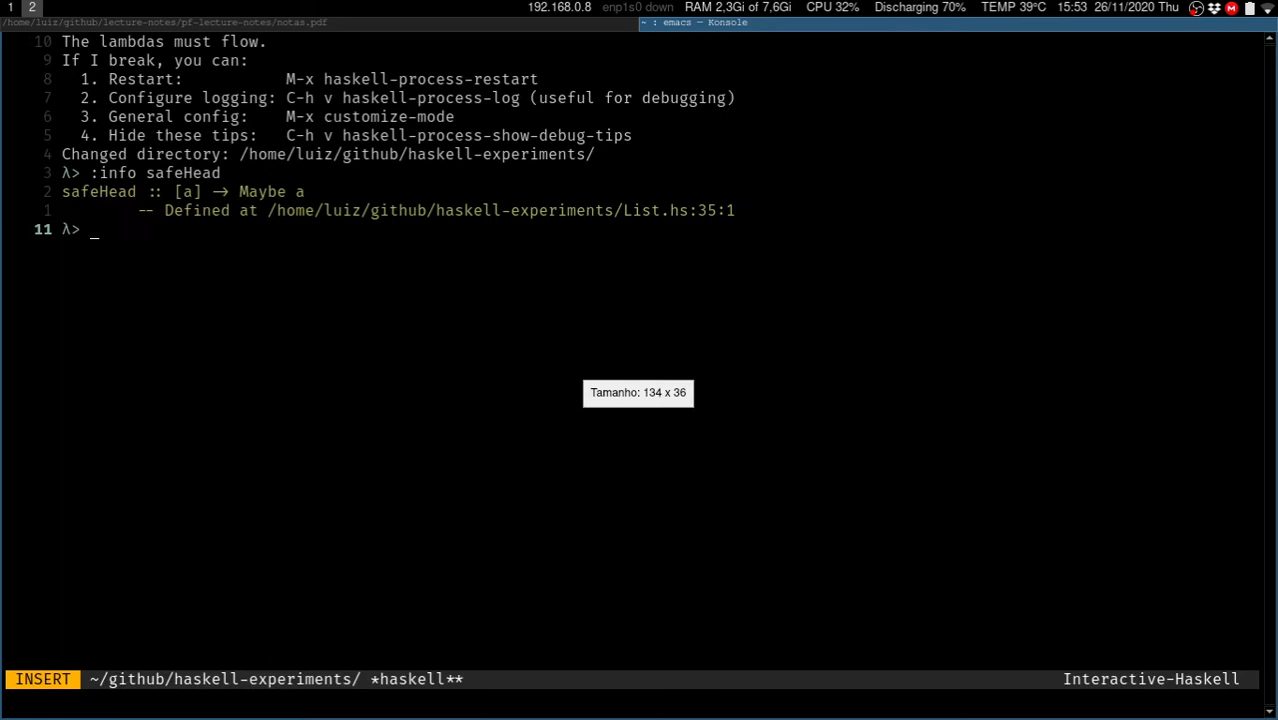 1 2 192.168.0.8 enp1s0 down RAM 2,3Gi of 7,6Gi CPU 32% Discharging 70% TEMP 39°C 15:53 26/11/2020 Thu
/home/luiz/github/lecture-notes/pf-lecture-notes/notas.pdf ~ : emacs — Konsole
10 The lambdas must flow.
9 If I break, you can:
8 1. Restart: M-x haskell-process-restart
7 2. Configure logging: C-h v haskell-process-log (useful for debugging)
6 3. General config: M-x customize-mode
5 4. Hide these tips: C-h v haskell-process-show-debug-tips
4 Changed directory: /home/luiz/github/haskell-experiments/
3 λ> :info safeHead
2 safeHead :: [a] -> Maybe a
1 -- Defined at /home/luiz/github/haskell-experiments/List.hs:35:1
11 λ> _
Tamanho: 134 x 36
INSERT ~/github/haskell-experiments/ *haskell** Interactive-Haskell